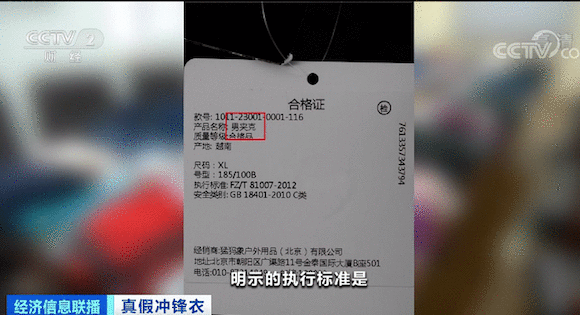 CCTV 2
财经
CCTV
合格证
检
款号: 1011-23001-0001-116
产品名称: 男夹克
质量等级: 合格品
产地: 越南
尺码: XL
号型: 185/100B
执行标准: FZ/T 81007-2012
安全类别: GB 18401-2010 C类
7613357343794
经销商: 猛犸象户外用品（北京）有限公司
地址: 北京市朝阳区广渠路11号金泰国际大厦B座501
电话: 010-
明示的执行标准是
经济信息联播
真假冲锋衣